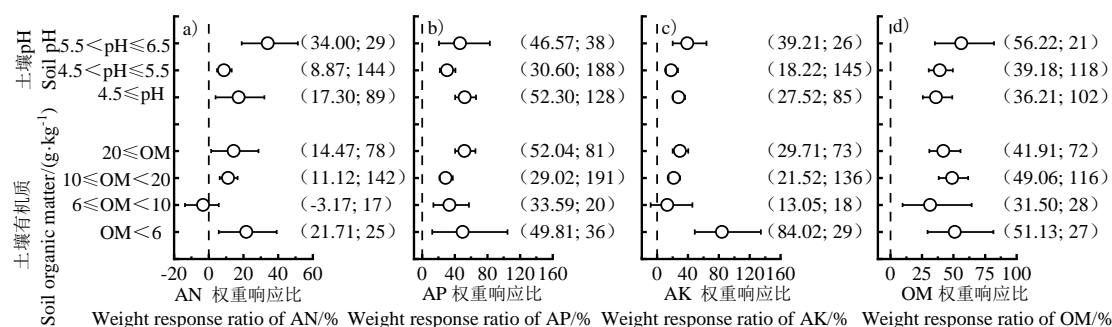 a)
b)
c)
d)
土壤pH
Soil pH
5.5＜pH≤6.5
4.5＜pH≤5.5
4.5≤pH
土壤有机质
Soil organic matter/(g·kg⁻¹)
20≤OM
10≤OM＜20
6≤OM＜10
OM＜6
（34.00; 29）
（8.87; 144）
（17.30; 89）
（14.47; 78）
（11.12; 142）
（-3.17; 17）
（21.71; 25）
（46.57; 38）
（30.60; 188）
（52.30; 128）
（52.04; 81）
（29.02; 191）
（33.59; 20）
（49.81; 36）
（39.21; 26）
（18.22; 145）
（27.52; 85）
（29.71; 73）
（21.52; 136）
（13.05; 18）
（84.02; 29）
（56.22; 21）
（39.18; 118）
（36.21; 102）
（41.91; 72）
（49.06; 116）
（31.50; 28）
（51.13; 27）
-20 0 20 40 60
0 40 80 120 160
0 40 80 120 160
0 25 50 75 100
AN 权重响应比
AP 权重响应比
AK 权重响应比
OM 权重响应比
Weight response ratio of AN/%
Weight response ratio of AP/%
Weight response ratio of AK/%
Weight response ratio of OM/%